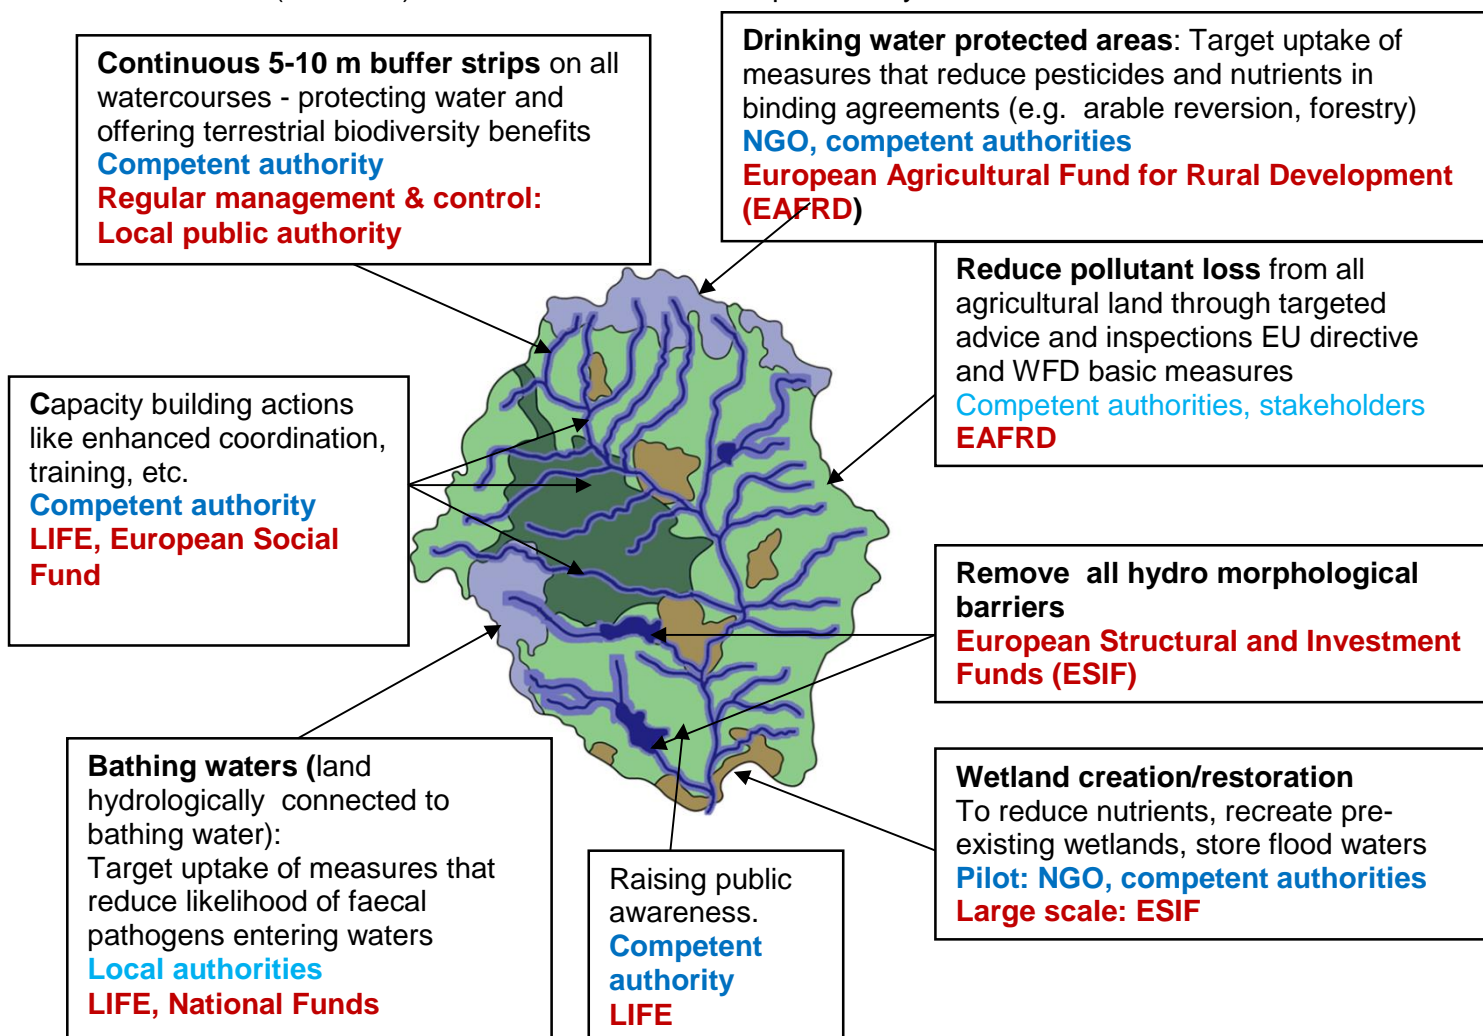 Continuous 5-10 m buffer strips on all
watercourses - protecting water and
offering terrestrial biodiversity benefits
Competent authority
Regular management & control:
Local public authority
Drinking water protected areas: Target uptake of
measures that reduce pesticides and nutrients in
binding agreements (e.g. arable reversion, forestry)
NGO, competent authorities
European Agricultural Fund for Rural Development
(EAFRD)
Reduce pollutant loss from all
agricultural land through targeted
advice and inspections EU directive
and WFD basic measures
Competent authorities, stakeholders
EAFRD
Capacity building actions
like enhanced coordination,
training, etc.
Competent authority
LIFE, European Social
Fund
Remove all hydro morphological
barriers
European Structural and Investment
Funds (ESIF)
Bathing waters (land
hydrologically connected to
bathing water):
Target uptake of measures that
reduce likelihood of faecal
pathogens entering waters
Local authorities
LIFE, National Funds
Raising public
awareness.
Competent
authority
LIFE
Wetland creation/restoration
To reduce nutrients, recreate pre-
existing wetlands, store flood waters
Pilot: NGO, competent authorities
Large scale: ESIF